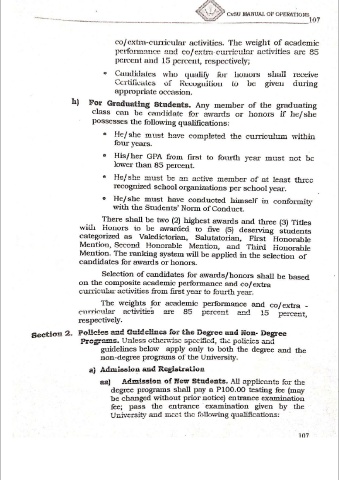 CvSU MANUAL OF OPERATIONS
107
co/extra-curricular activities. The weight of academic
performance and co/extra-curricular activities are 85
percent and 15 percent, respectively;
• Candidates who qualify for honors shall receive
Certificates of Recognition to be given during
appropriate occasion.
h) For Graduating Students. Any member of the graduating
class can be candidate for awards or honors if he/she
possesses the following qualifications:
• He/she must have completed the curriculum within
four years.
• His/her GPA from first to fourth year must not be
lower than 85 percent.
• He/she must be an active member of at least three
recognized school organizations per school year.
• He/she must have conducted himself in conformity
with the Students' Norm of Conduct.
There shall be two (2) highest awards and three (3) Titles
with Honors to be awarded to five (5) deserving students
categorized as Valedictorian, Salutatorian, First Honorable
Mention, Second Honorable Mention, and Third Honorable
Mention. The ranking system will be applied in the selection of
candidates for awards or honors.
Selection of candidates for awards/honors shall be based
on the composite academic performance and co/extra
curricular activities from first year to fourth year.
The weights for academic performance and co/extra -
curricular activities are 85 percent and 15 percent,
respectively.
Section 2. Policies and Guidelines for the Degree and Non- Degree
Programs. Unless otherwise specified, the policies and
guidelines below apply only to both the degree and the
non-degree programs of the University.
a) Admission and Registration
aa) Admission of New Students. All applicants for the
degree programs shall pay a P100.00 testing fee (may
be changed without prior notice) entrance examination
fee; pass the entrance examination given by the
University and meet the following qualifications:
107